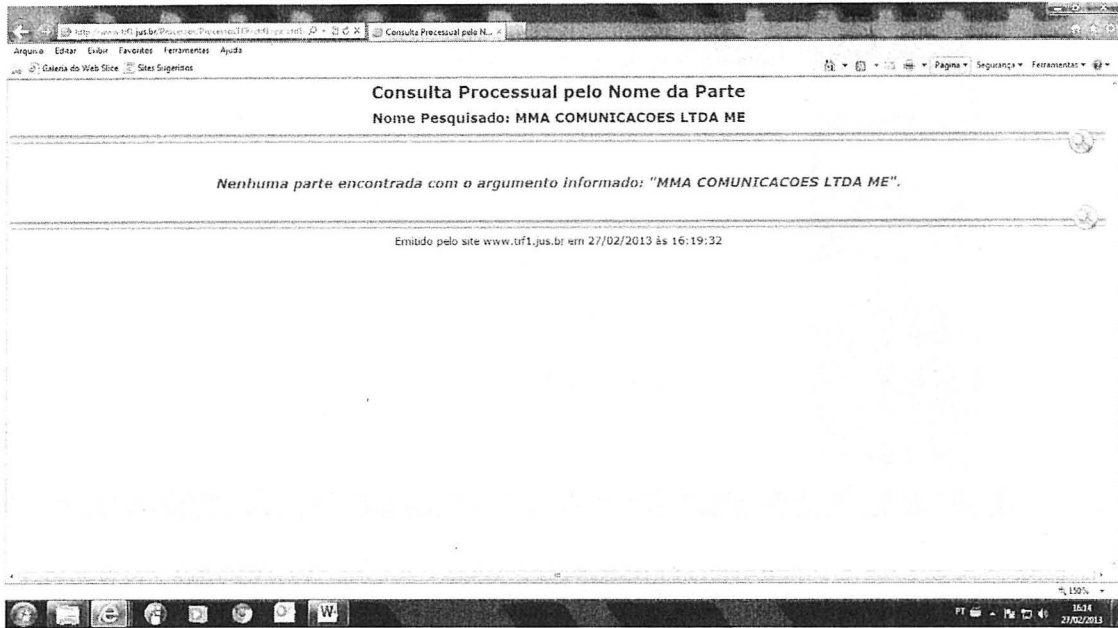 Consulta Processual pelo N...
Arquivo Editar Exibir Favoritos Ferramentas Ajuda
Galeria do Web Slice Sites Sugeridos
Página Segurança Ferramentas
Consulta Processual pelo Nome da Parte
Nome Pesquisado: MMA COMUNICACOES LTDA ME
Nenhuma parte encontrada com o argumento informado: "MMA COMUNICACOES LTDA ME".
Emitido pelo site www.trf1.jus.br em 27/02/2013 às 16:19:32
150%
W
PT
16:14
27/02/2013